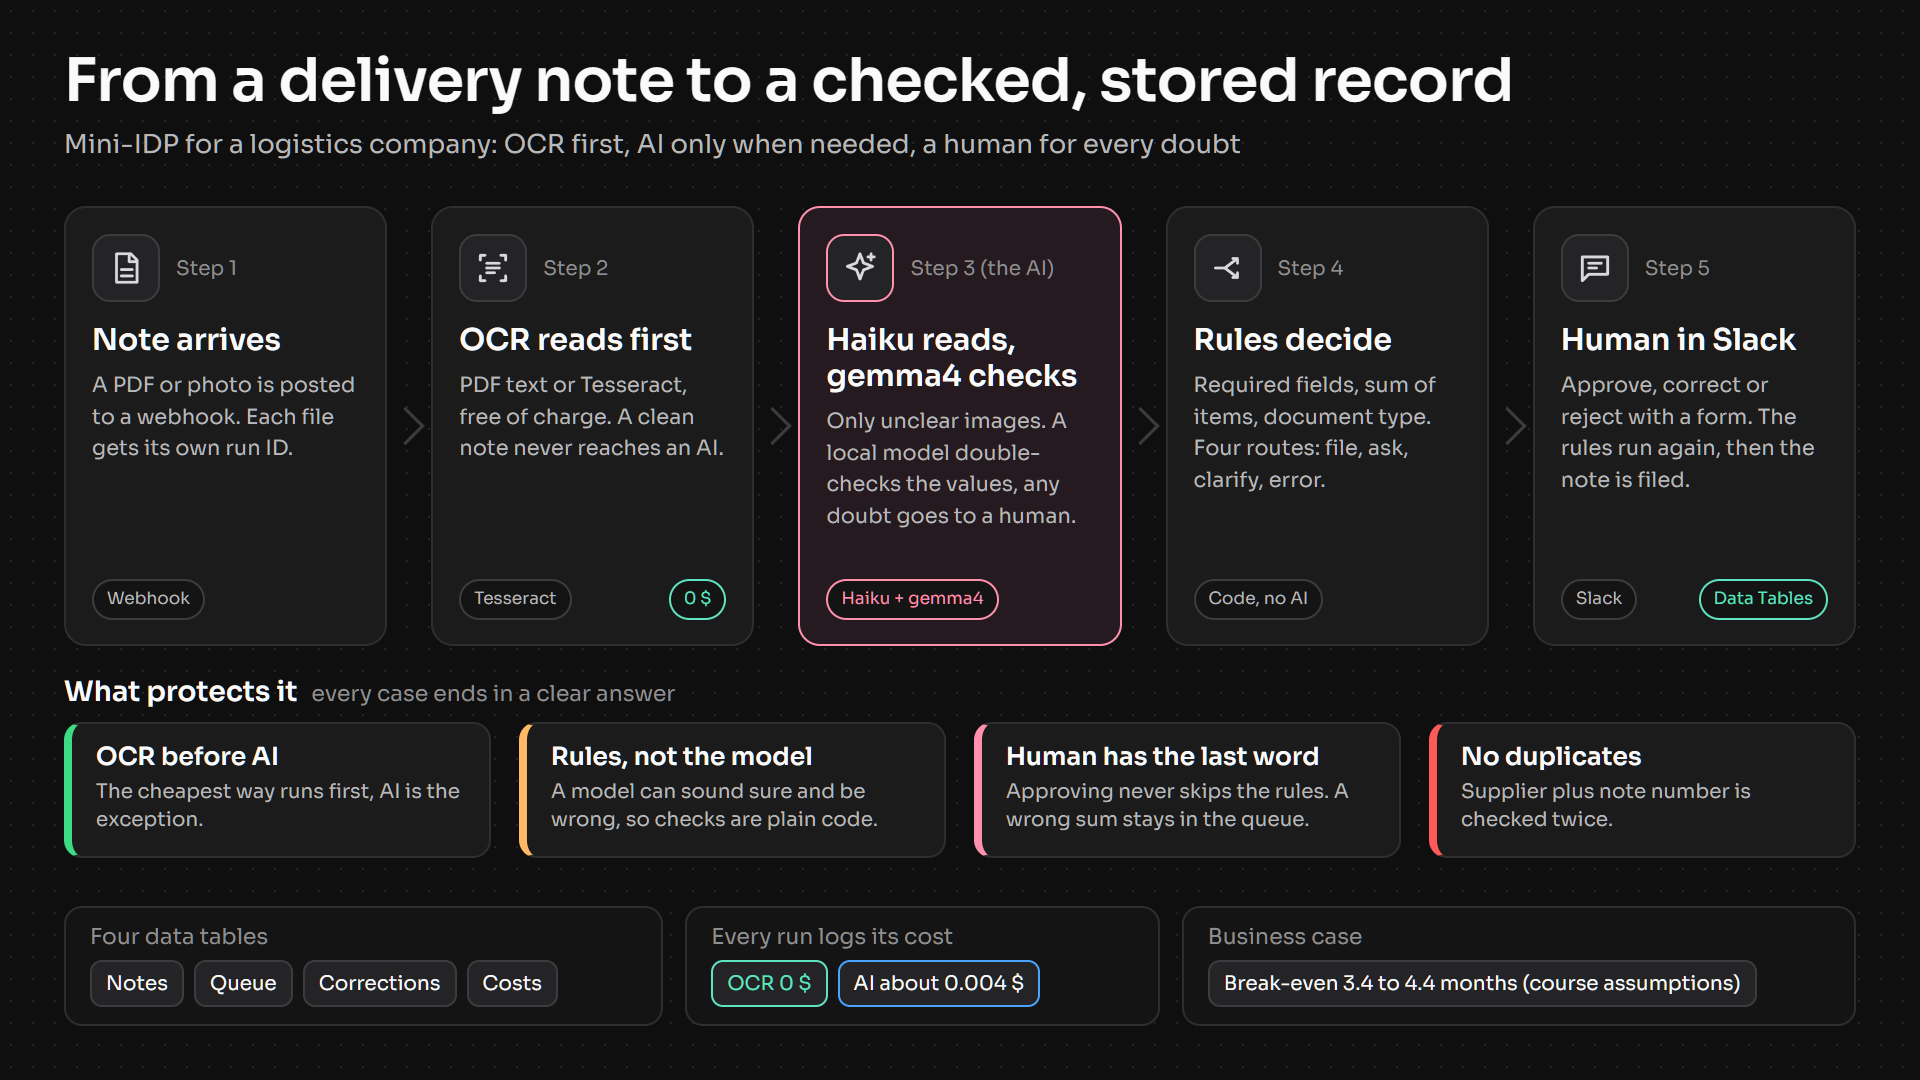 From a delivery note to a checked, stored record
Mini-IDP for a logistics company: OCR first, AI only when needed, a human for every doubt
Step 1
Note arrives
A PDF or photo is posted
to a webhook. Each file
gets its own run ID.
Webhook
Step 2
OCR reads first
PDF text or Tesseract,
free of charge. A clean
note never reaches an AI.
Tesseract
0 $
Step 3 (the AI)
Haiku reads,
gemma4 checks
Only unclear images. A
local model double-
checks the values, any
doubt goes to a human.
Haiku + gemma4
Step 4
Rules decide
Required fields, sum of
items, document type.
Four routes: file, ask,
clarify, error.
Code, no AI
Step 5
Human in Slack
Approve, correct or
reject with a form. The
rules run again, then the
note is filed.
Slack
Data Tables
What protects it every case ends in a clear answer
OCR before AI
The cheapest way runs first, AI is the
exception.
Rules, not the model
A model can sound sure and be
wrong, so checks are plain code.
Human has the last word
Approving never skips the rules. A
wrong sum stays in the queue.
No duplicates
Supplier plus note number is
checked twice.
Four data tables
Notes
Queue
Corrections
Costs
Every run logs its cost
OCR 0 $
AI about 0.004 $
Business case
Break-even 3.4 to 4.4 months (course assumptions)